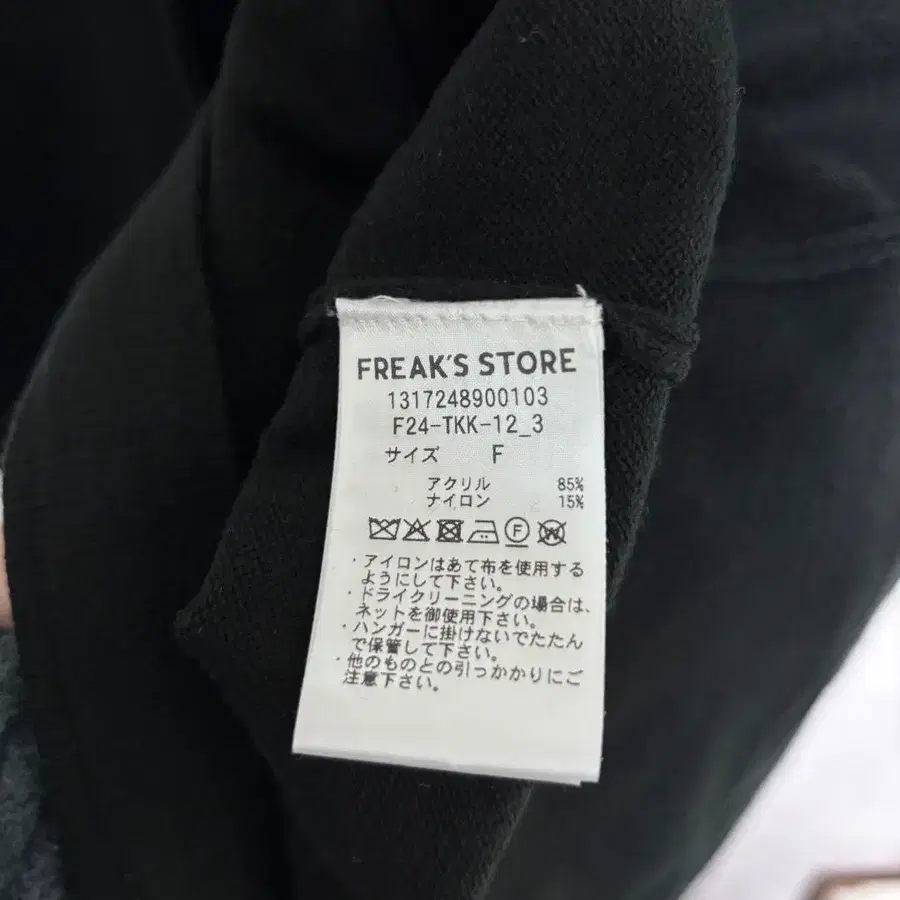 FREAK'S STORE
1317248900103
F24-TKK-12_3
サイズ F
アクリル 85%
ナイロン 15%
F W
・アイロンはあて布を使用する
ようにして下さい。
・ドライクリーニングの場合は、
ネットを御使用下さい。
・ハンガーに掛けないでたたん
で保管して下さい。
・他のものとの引っかかりにご
注意下さい。